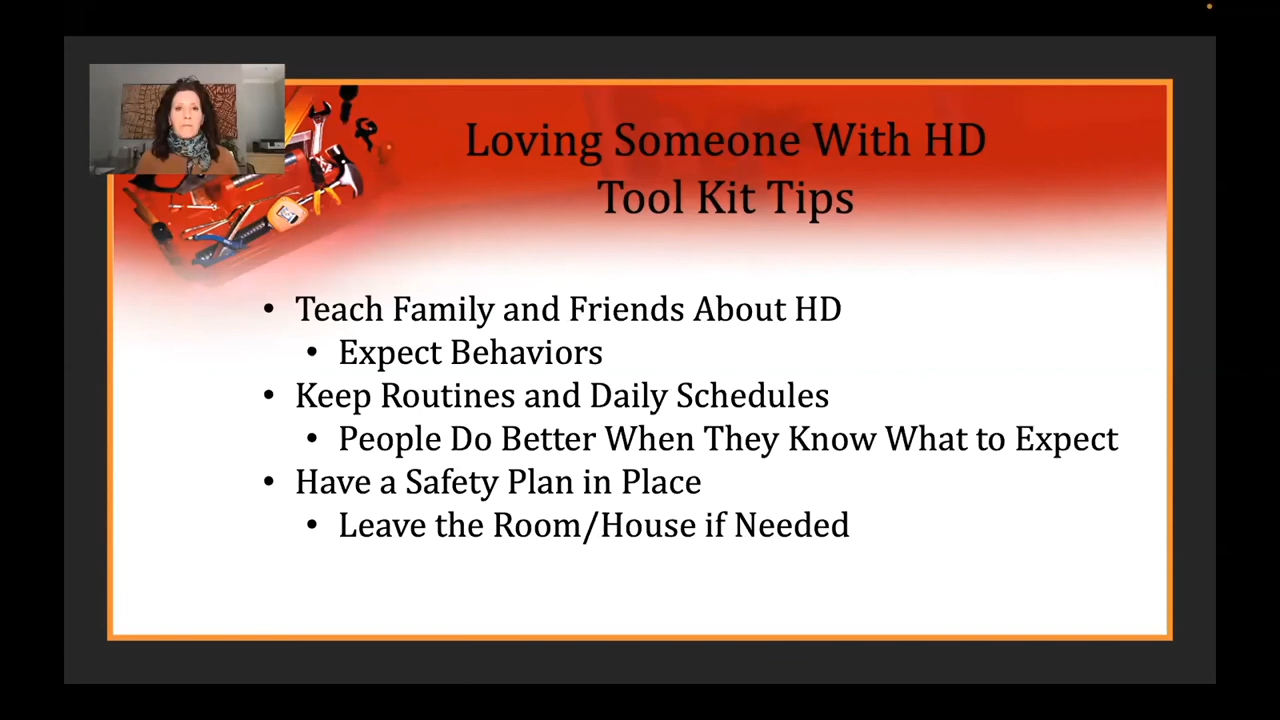 Loving Someone With HD
Tool Kit Tips
• Teach Family and Friends About HD
• Expect Behaviors
• Keep Routines and Daily Schedules
• People Do Better When They Know What to Expect
• Have a Safety Plan in Place
• Leave the Room/House if Needed